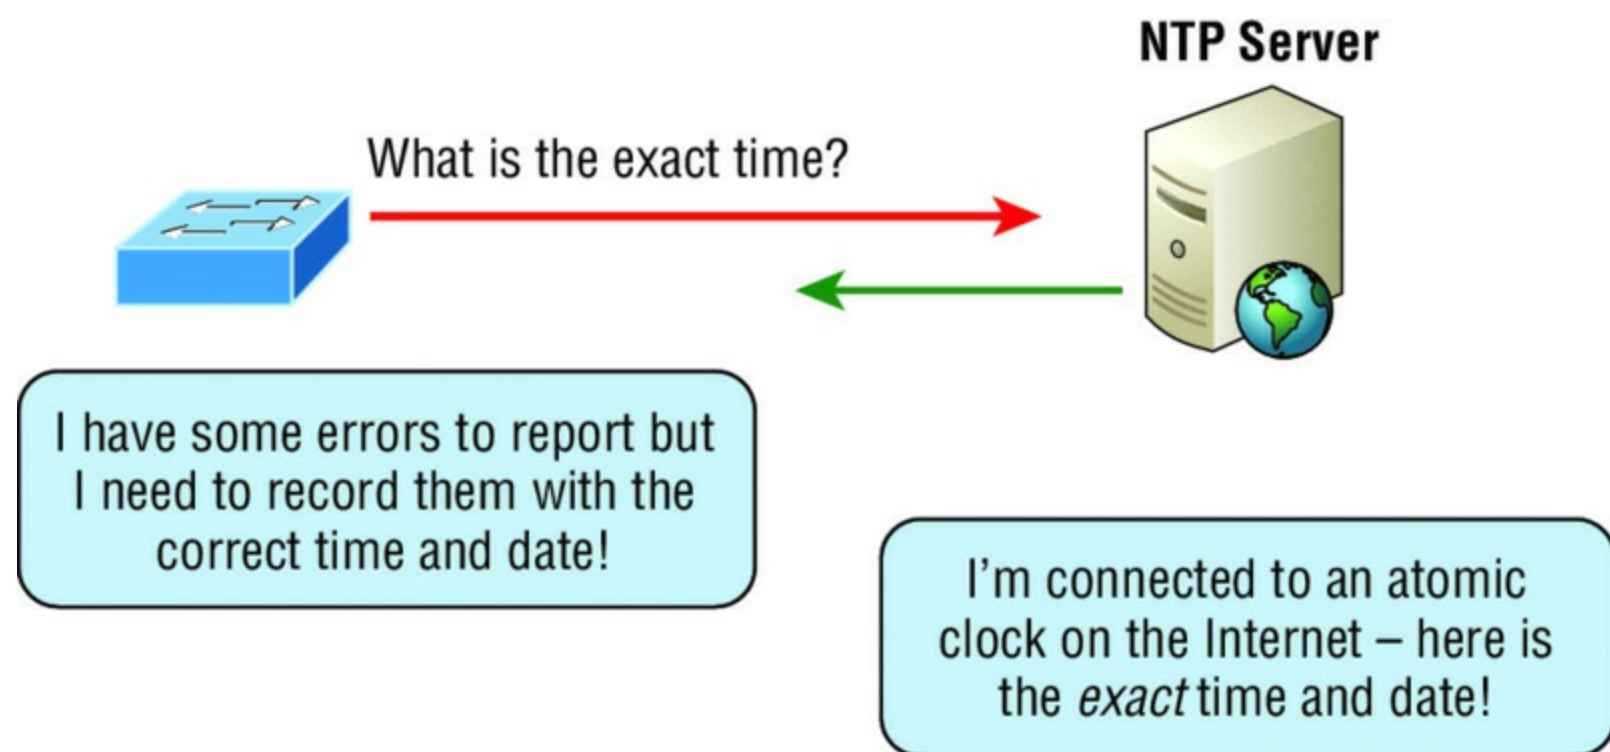 NTP Server
What is the exact time?
I have some errors to report but
I need to record them with the
correct time and date!
I’m connected to an atomic
clock on the Internet – here is
the exact time and date!